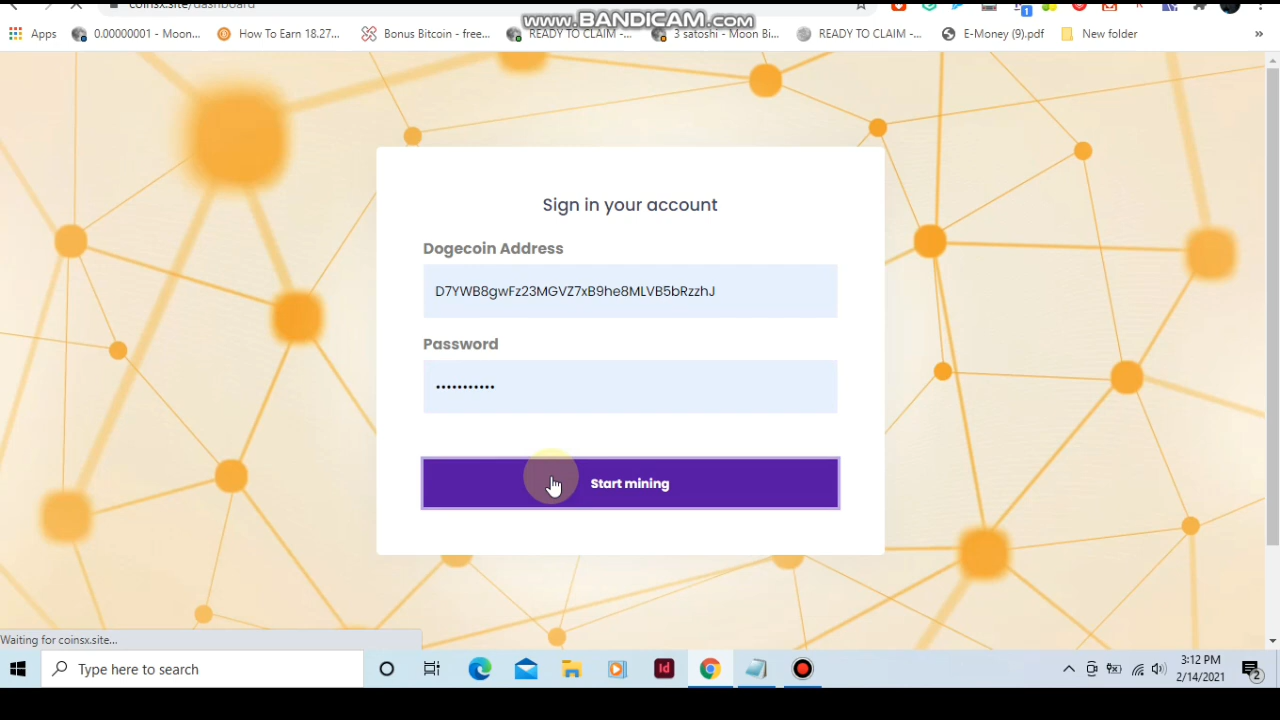 coinsx.site/dashboard
www.BANDICAM.com
Apps
0.00000001 - Moon...
How To Earn 18.27...
Bonus Bitcoin - free...
READY TO CLAIM -...
3 satoshi - Moon Bi...
READY TO CLAIM -...
E-Money (9).pdf
New folder
»
Sign in your account
Dogecoin Address
D7YWB8gwFz23MGVZ7xB9he8MLVB5bRzzhJ
Password
•••••••••••
Start mining
Waiting for coinsx.site...
Type here to search
Id
3:12 PM
2/14/2021
2